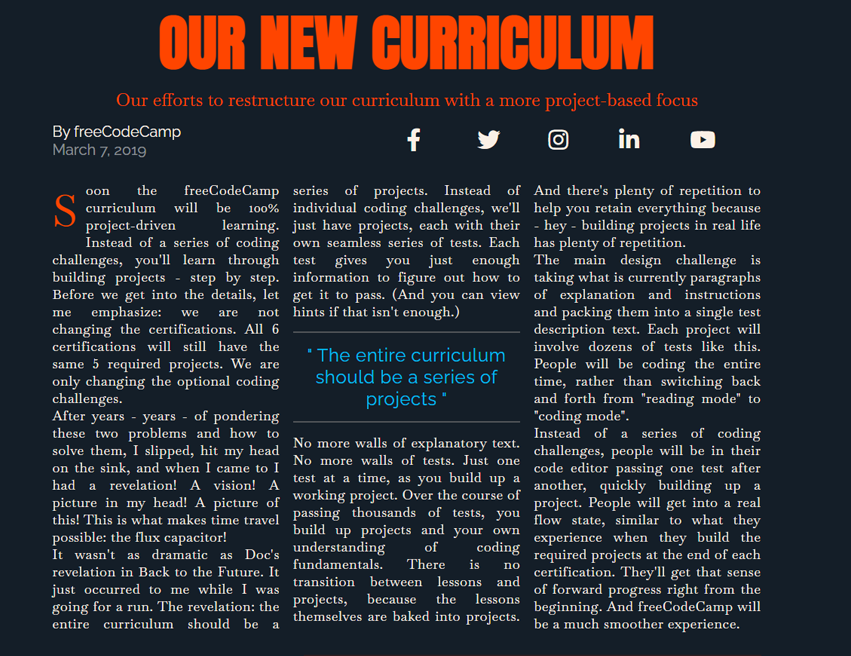 OUR NEW CURRICULUM
Our efforts to restructure our curriculum with a more project-based focus
By freeCodeCamp
March 7, 2019
Soon the freeCodeCamp
curriculum will be 100%
project-driven learning.
Instead of a series of coding
challenges, you'll learn through
building projects - step by step.
Before we get into the details, let
me emphasize: we are not
changing the certifications. All 6
certifications will still have the
same 5 required projects. We are
only changing the optional coding
challenges.
After years - years - of pondering
these two problems and how to
solve them, I slipped, hit my head
on the sink, and when I came to I
had a revelation! A vision! A
picture in my head! A picture of
this! This is what makes time travel
possible: the flux capacitor!
It wasn't as dramatic as Doc's
revelation in Back to the Future. It
just occurred to me while I was
going for a run. The revelation: the
entire curriculum should be a
series of projects. Instead of
individual coding challenges, we'll
just have projects, each with their
own seamless series of tests. Each
test gives you just enough
information to figure out how to
get it to pass. (And you can view
hints if that isn't enough.)
" The entire curriculum
should be a series of
projects "
No more walls of explanatory text.
No more walls of tests. Just one
test at a time, as you build up a
working project. Over the course of
passing thousands of tests, you
build up projects and your own
understanding of coding
fundamentals. There is no
transition between lessons and
projects, because the lessons
themselves are baked into projects.
And there's plenty of repetition to
help you retain everything because
- hey - building projects in real life
has plenty of repetition.
The main design challenge is
taking what is currently paragraphs
of explanation and instructions
and packing them into a single test
description text. Each project will
involve dozens of tests like this.
People will be coding the entire
time, rather than switching back
and forth from "reading mode" to
"coding mode".
Instead of a series of coding
challenges, people will be in their
code editor passing one test after
another, quickly building up a
project. People will get into a real
flow state, similar to what they
experience when they build the
required projects at the end of each
certification. They'll get that sense
of forward progress right from the
beginning. And freeCodeCamp will
be a much smoother experience.